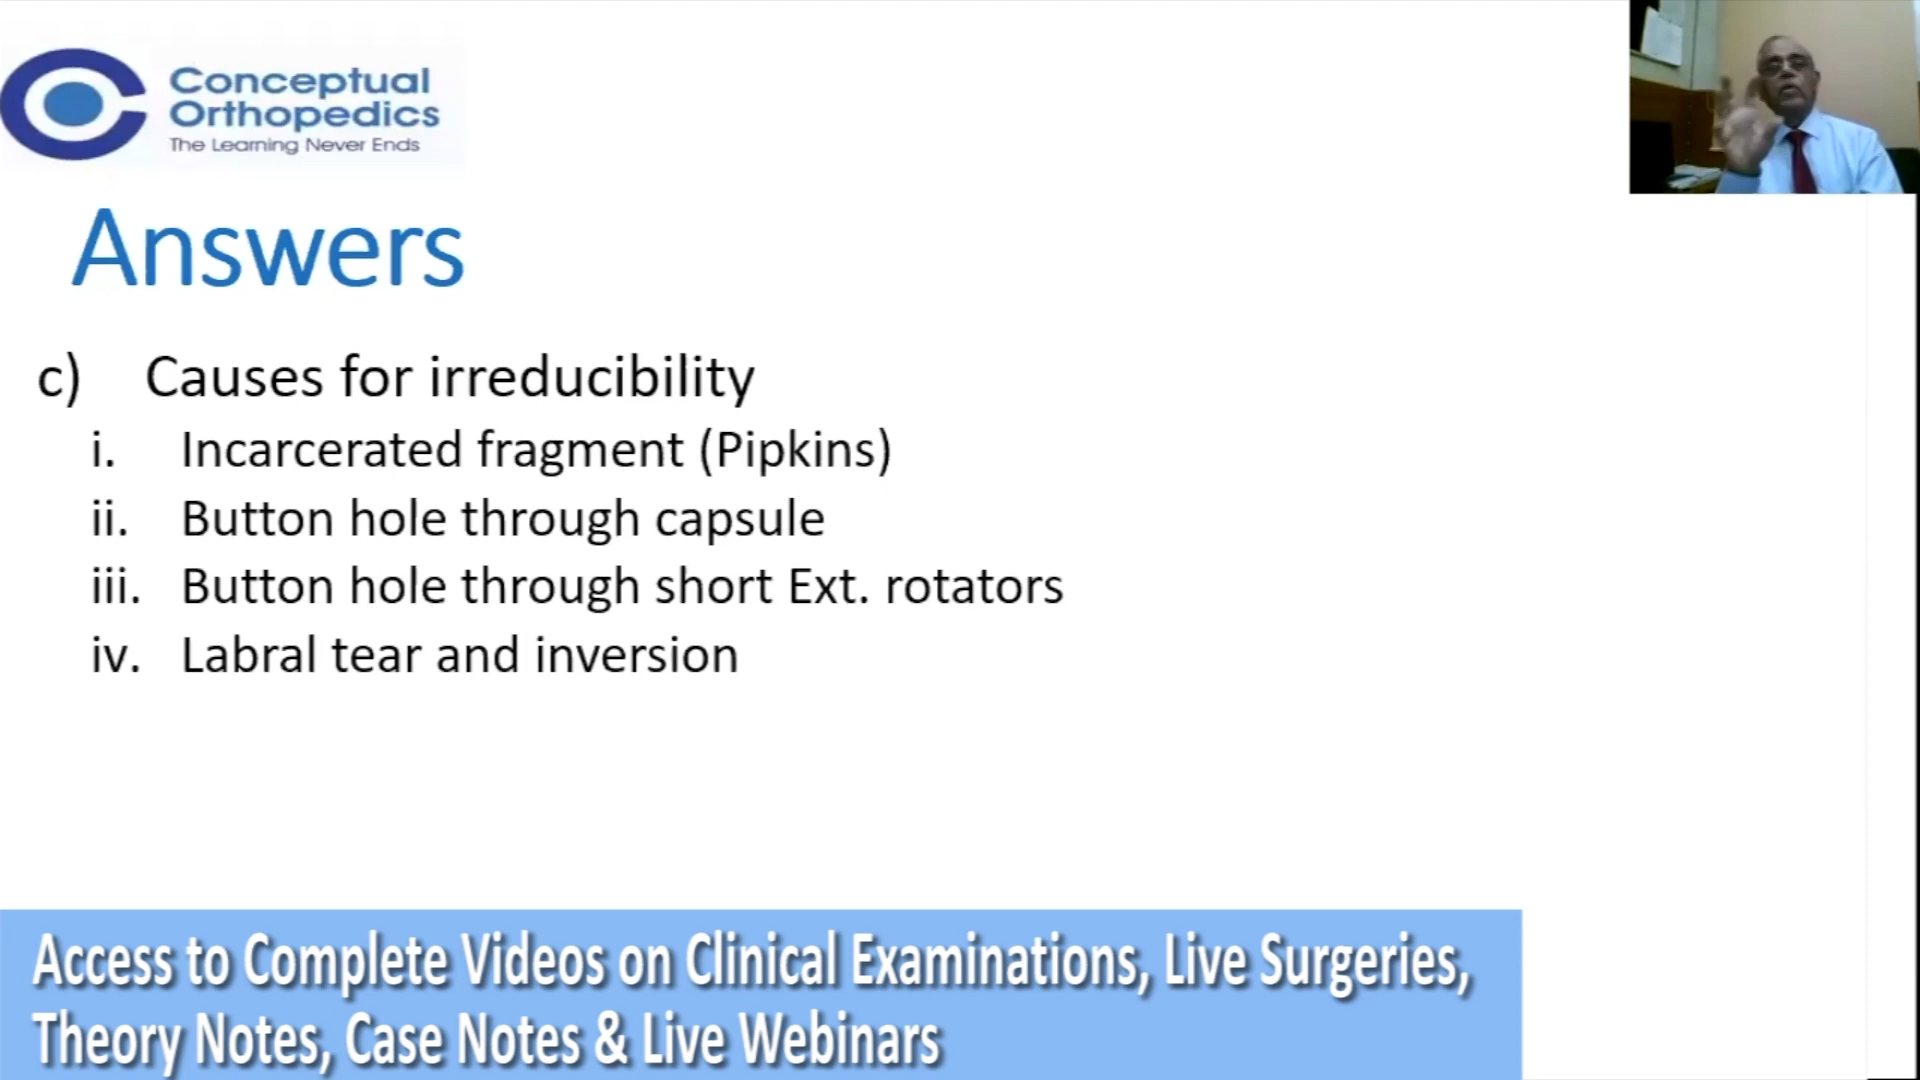 Conceptual
Orthopedics
The Learning Never Ends
Answers
c) Causes for irreducibility
i. Incarcerated fragment (Pipkins)
ii. Button hole through capsule
iii. Button hole through short Ext. rotators
iv. Labral tear and inversion
Access to Complete Videos on Clinical Examinations, Live Surgeries,
Theory Notes, Case Notes & Live Webinars